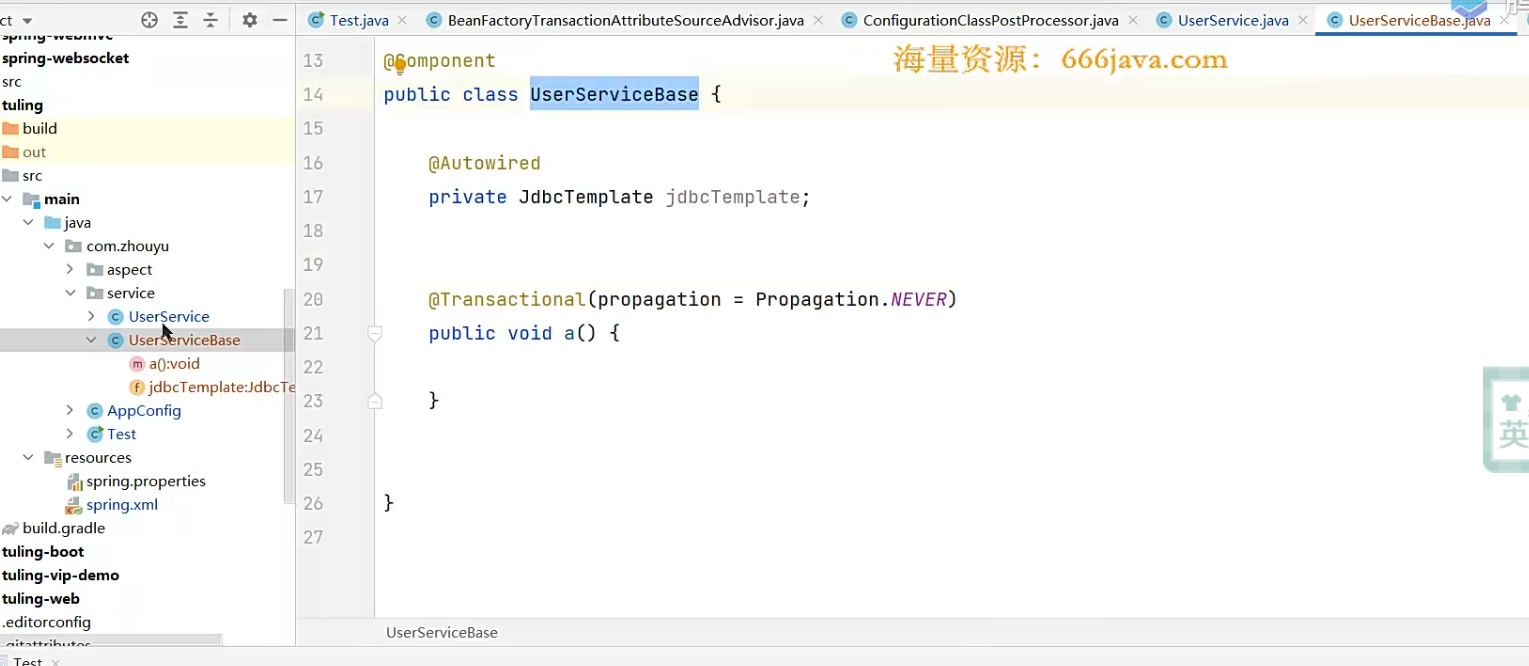 ct
Test.java
BeanFactoryTransactionAttributeSourceAdvisor.java
ConfigurationClassPostProcessor.java
UserService.java
UserServiceBase.java
海量资源：666java.com
spring-webmvc
spring-websocket
src
tuling
build
out
src
main
java
com.zhouyu
aspect
service
UserService
UserServiceBase
a():void
jdbcTemplate:JdbcTe
AppConfig
Test
resources
spring.properties
spring.xml
build.gradle
tuling-boot
tuling-vip-demo
tuling-web
.editorconfig
.gitattributes
13 @Component
14 public class UserServiceBase {
15
16 @Autowired
17 private JdbcTemplate jdbcTemplate;
18
19
20 @Transactional(propagation = Propagation.NEVER)
21 public void a() {
22
23 }
24
25
26 }
27
英
UserServiceBase
Test